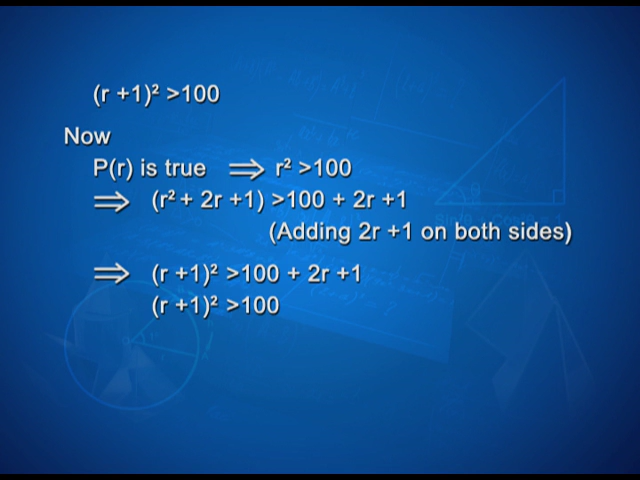 (r +1)² >100
Now
P(r) is true ⟹ r² >100
⟹ (r² + 2r +1) >100 + 2r +1
(Adding 2r +1 on both sides)
⟹ (r +1)² >100 + 2r +1
(r +1)² >100